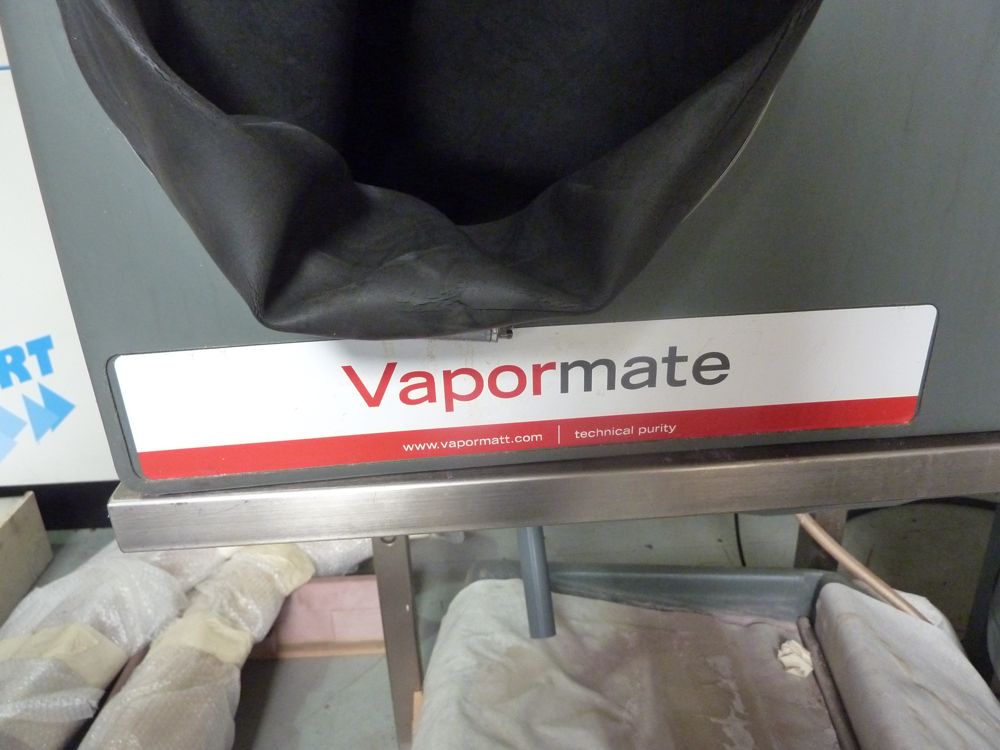 Vapormate
www.vapormatt.com | technical purity
RT